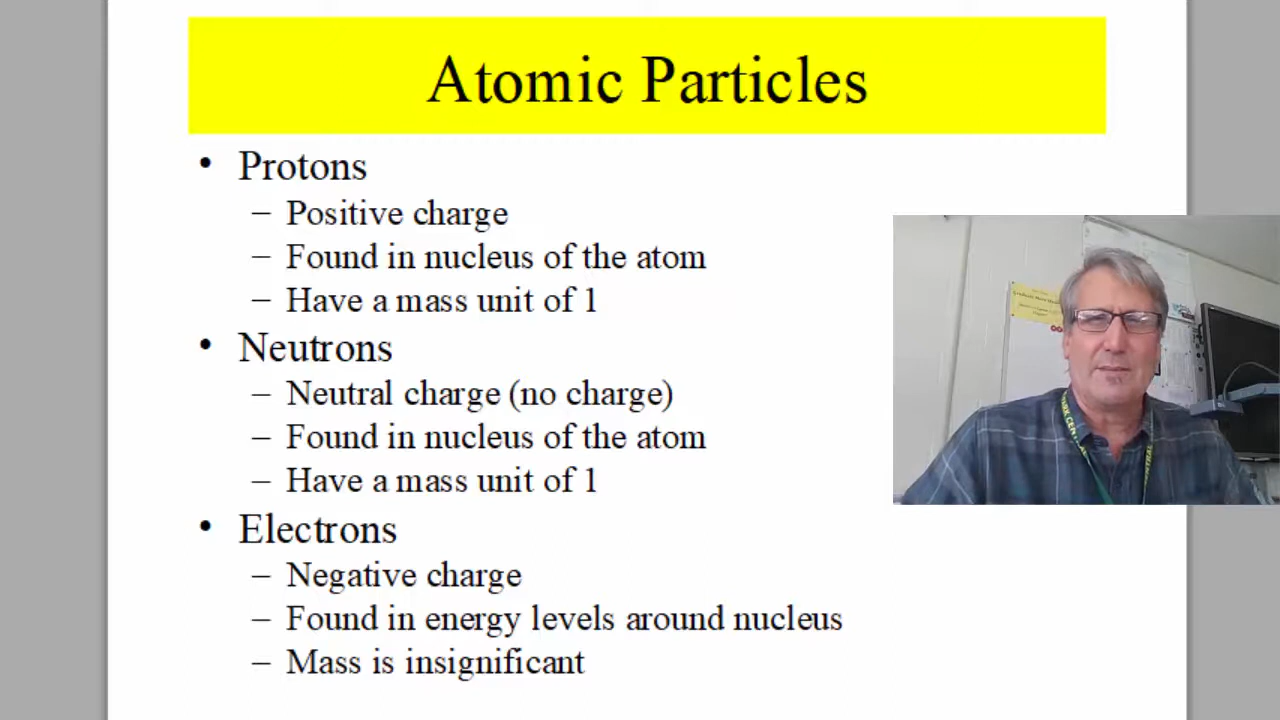 Atomic Particles
• Protons
– Positive charge
– Found in nucleus of the atom
– Have a mass unit of 1
• Neutrons
– Neutral charge (no charge)
– Found in nucleus of the atom
– Have a mass unit of 1
• Electrons
– Negative charge
– Found in energy levels around nucleus
– Mass is insignificant